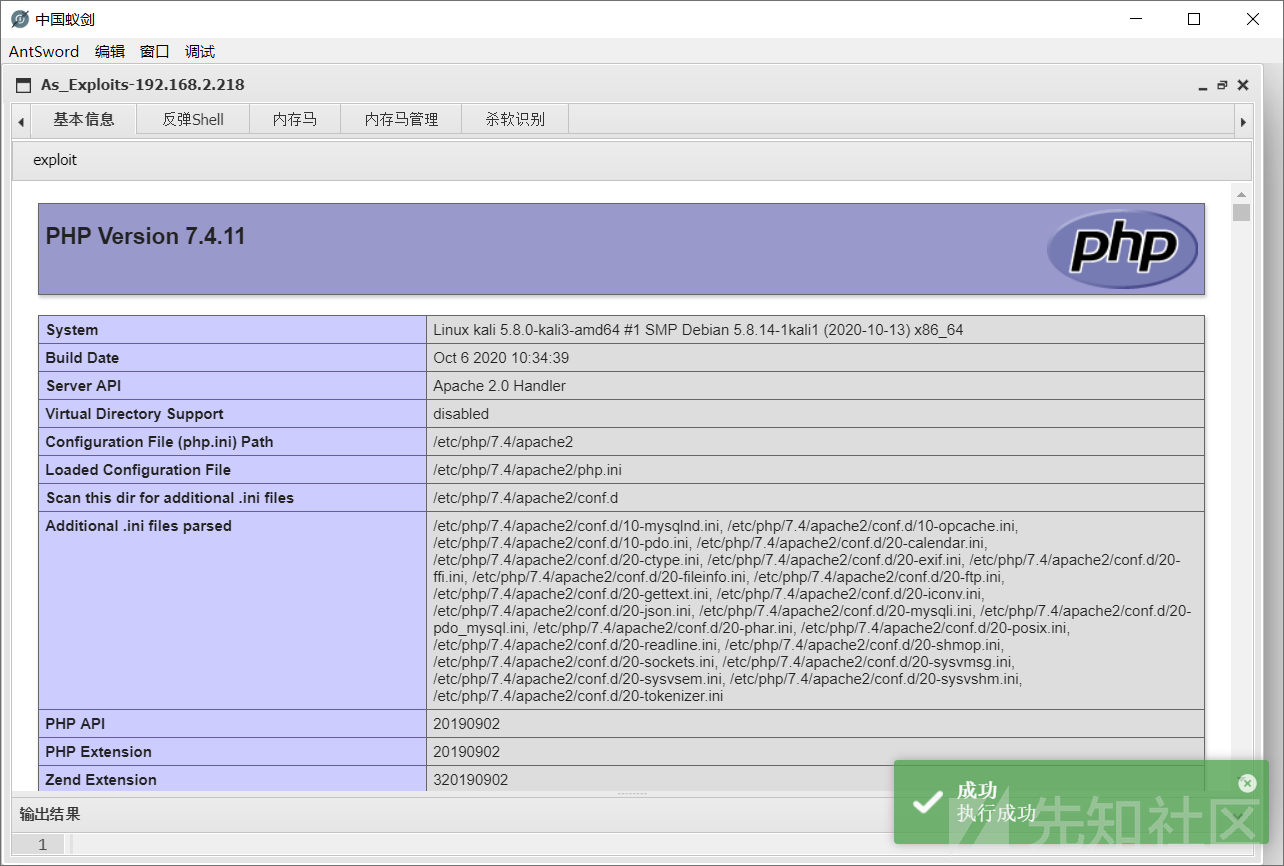 中国蚁剑
AntSword 编辑 窗口 调试
As_Exploits-192.168.2.218
基本信息 反弹Shell 内存马 内存马管理 杀软识别
exploit
PHP Version 7.4.11
php
System Linux kali 5.8.0-kali3-amd64 #1 SMP Debian 5.8.14-1kali1 (2020-10-13) x86_64
Build Date Oct 6 2020 10:34:39
Server API Apache 2.0 Handler
Virtual Directory Support disabled
Configuration File (php.ini) Path /etc/php/7.4/apache2
Loaded Configuration File /etc/php/7.4/apache2/php.ini
Scan this dir for additional .ini files /etc/php/7.4/apache2/conf.d
Additional .ini files parsed /etc/php/7.4/apache2/conf.d/10-mysqlnd.ini, /etc/php/7.4/apache2/conf.d/10-opcache.ini,
/etc/php/7.4/apache2/conf.d/10-pdo.ini, /etc/php/7.4/apache2/conf.d/20-calendar.ini,
/etc/php/7.4/apache2/conf.d/20-ctype.ini, /etc/php/7.4/apache2/conf.d/20-exif.ini, /etc/php/7.4/apache2/conf.d/20-
ffi.ini, /etc/php/7.4/apache2/conf.d/20-fileinfo.ini, /etc/php/7.4/apache2/conf.d/20-ftp.ini,
/etc/php/7.4/apache2/conf.d/20-gettext.ini, /etc/php/7.4/apache2/conf.d/20-iconv.ini,
/etc/php/7.4/apache2/conf.d/20-json.ini, /etc/php/7.4/apache2/conf.d/20-mysqli.ini, /etc/php/7.4/apache2/conf.d/20-
pdo_mysql.ini, /etc/php/7.4/apache2/conf.d/20-phar.ini, /etc/php/7.4/apache2/conf.d/20-posix.ini,
/etc/php/7.4/apache2/conf.d/20-readline.ini, /etc/php/7.4/apache2/conf.d/20-shmop.ini,
/etc/php/7.4/apache2/conf.d/20-sockets.ini, /etc/php/7.4/apache2/conf.d/20-sysvmsg.ini,
/etc/php/7.4/apache2/conf.d/20-sysvsem.ini, /etc/php/7.4/apache2/conf.d/20-sysvshm.ini,
/etc/php/7.4/apache2/conf.d/20-tokenizer.ini
PHP API 20190902
PHP Extension 20190902
Zend Extension 320190902
成功
执行成功
先知社区
输出结果
1